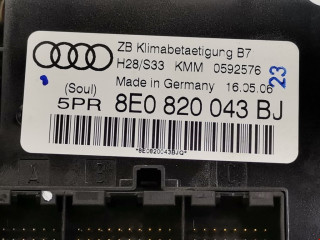 ZB Klimabetaetigung B7
H28/S33 KMM 0592576
(Soul) Made in Germany 16.05.06 23
5PR 8E0 820 043 BJ
*8E0820043BJG*
A C